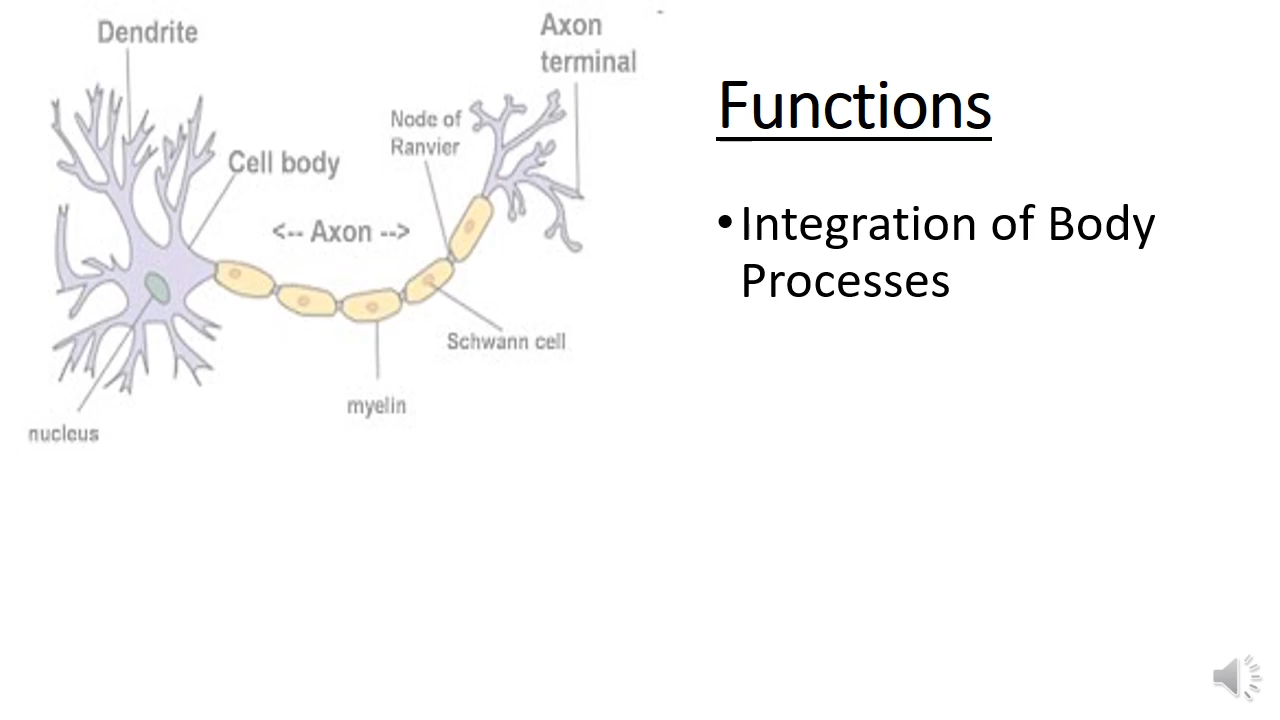 Dendrite
Axon
terminal
Node of
Ranvier
Cell body
<-- Axon -->
Schwann cell
myelin
nucleus
Functions
•Integration of Body
Processes